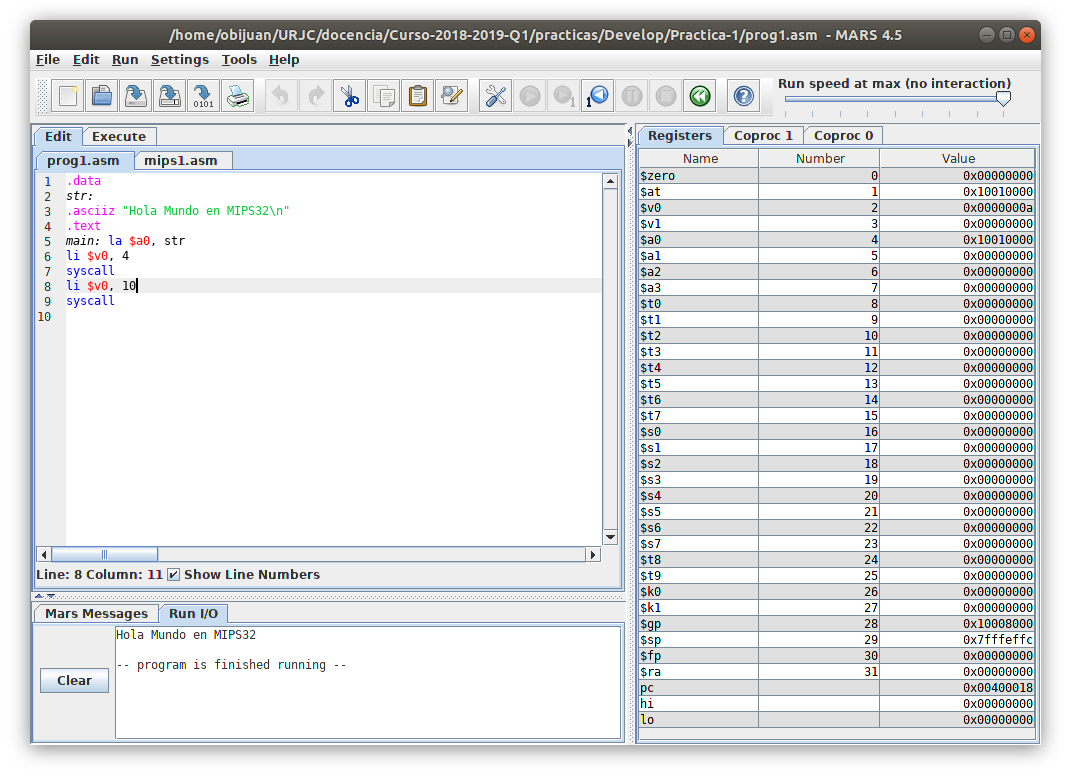 /home/obijuan/URJC/docencia/Curso-2018-2019-Q1/practicas/Develop/Practica-1/prog1.asm - MARS 4.5
File Edit Run Settings Tools Help
Run speed at max (no interaction)
0101
1
1
Edit Execute
prog1.asm mips1.asm
1 .data
2 str:
3 .asciiz "Hola Mundo en MIPS32\n"
4 .text
5 main: la $a0, str
6 li $v0, 4
7 syscall
8 li $v0, 10
9 syscall
10
Line: 8 Column: 11 Show Line Numbers
Mars Messages Run I/O
Clear
Hola Mundo en MIPS32
-- program is finished running --
Registers Coproc 1 Coproc 0
Name Number Value
$zero 0 0x00000000
$at 1 0x10010000
$v0 2 0x0000000a
$v1 3 0x00000000
$a0 4 0x10010000
$a1 5 0x00000000
$a2 6 0x00000000
$a3 7 0x00000000
$t0 8 0x00000000
$t1 9 0x00000000
$t2 10 0x00000000
$t3 11 0x00000000
$t4 12 0x00000000
$t5 13 0x00000000
$t6 14 0x00000000
$t7 15 0x00000000
$s0 16 0x00000000
$s1 17 0x00000000
$s2 18 0x00000000
$s3 19 0x00000000
$s4 20 0x00000000
$s5 21 0x00000000
$s6 22 0x00000000
$s7 23 0x00000000
$t8 24 0x00000000
$t9 25 0x00000000
$k0 26 0x00000000
$k1 27 0x00000000
$gp 28 0x10008000
$sp 29 0x7fffeffc
$fp 30 0x00000000
$ra 31 0x00000000
pc 0x00400018
hi 0x00000000
lo 0x00000000